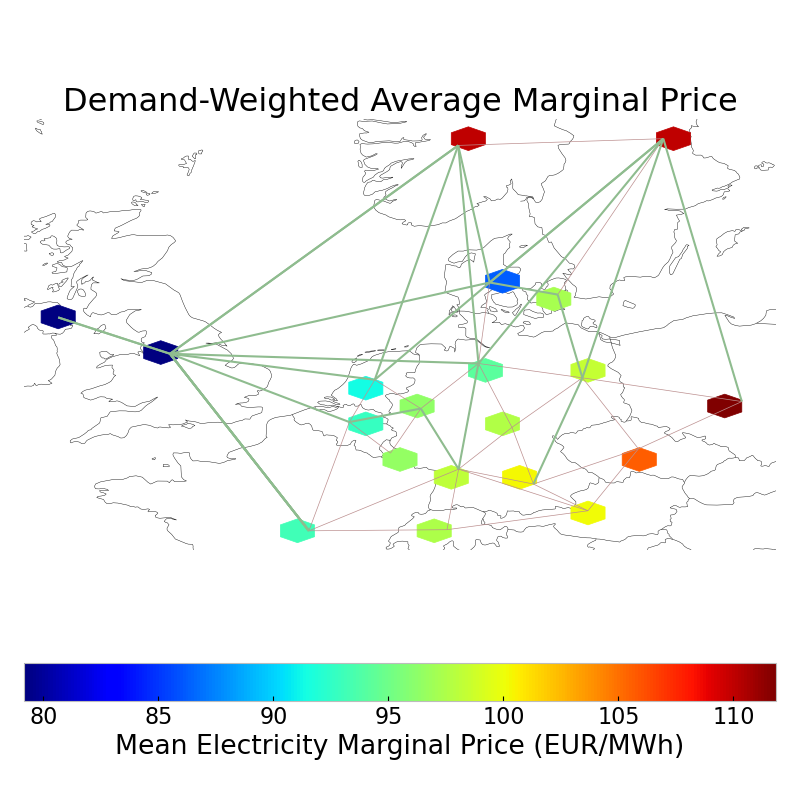 Demand-Weighted Average Marginal Price
80 85 90 95 100 105 110
Mean Electricity Marginal Price (EUR/MWh)